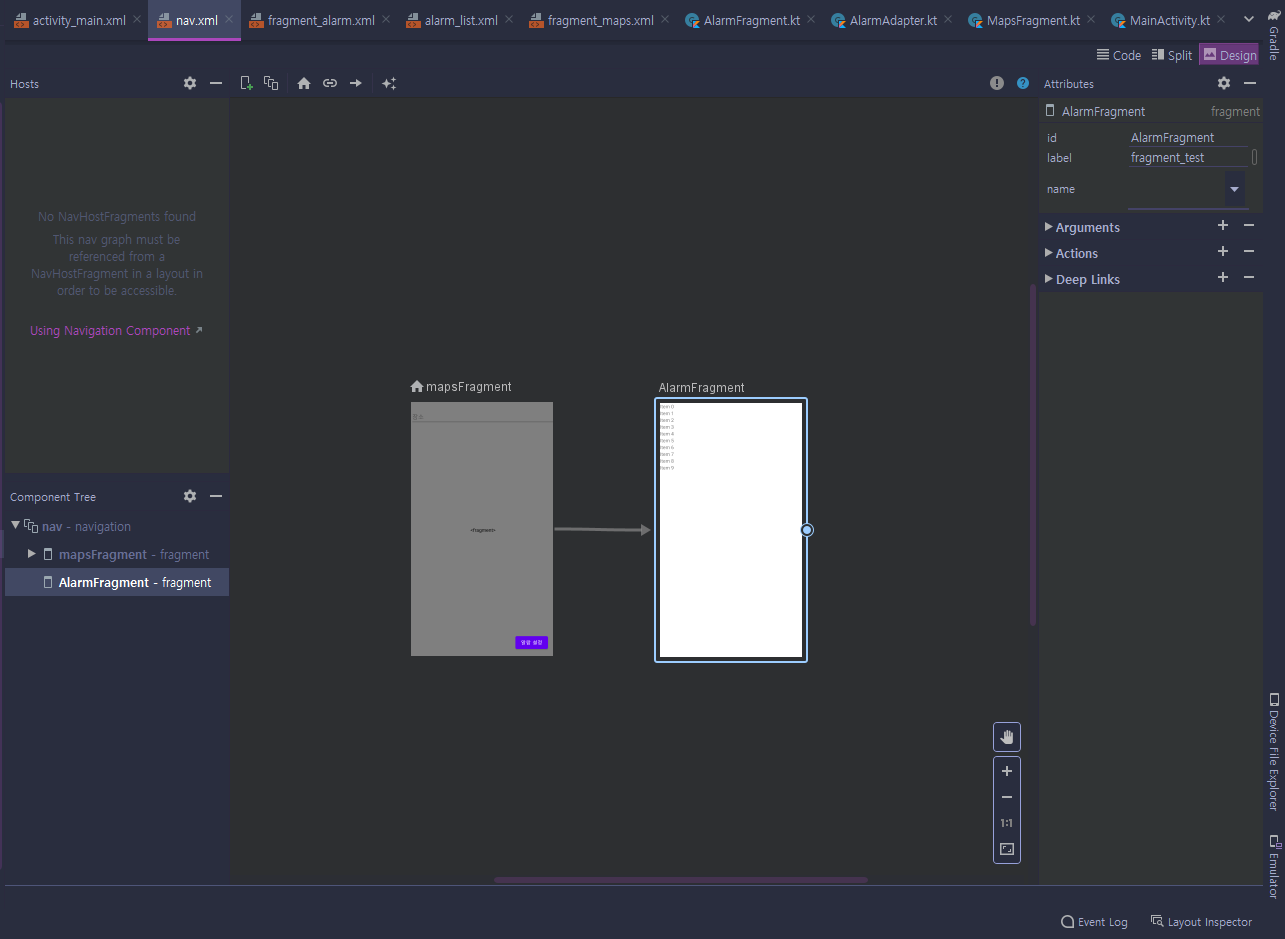 activity_main.xml
nav.xml
fragment_alarm.xml
alarm_list.xml
fragment_maps.xml
AlarmFragment.kt
AlarmAdapter.kt
MapsFragment.kt
MainActivity.kt
Gradle
Code
Split
Design
Hosts
Attributes
AlarmFragment
fragment
id
AlarmFragment
label
fragment_test
name
Arguments
Actions
Deep Links
No NavHostFragments found
This nav graph must be
referenced from a
NavHostFragment in a layout in
order to be accessible.
Using Navigation Component
mapsFragment
AlarmFragment
Item 0
Item 1
Item 2
Item 3
Item 4
Item 5
Item 6
Item 7
Item 8
Item 9
<fragment>
Component Tree
nav - navigation
mapsFragment - fragment
AlarmFragment - fragment
1:1
Device File Explorer
Emulator
Event Log
Layout Inspector